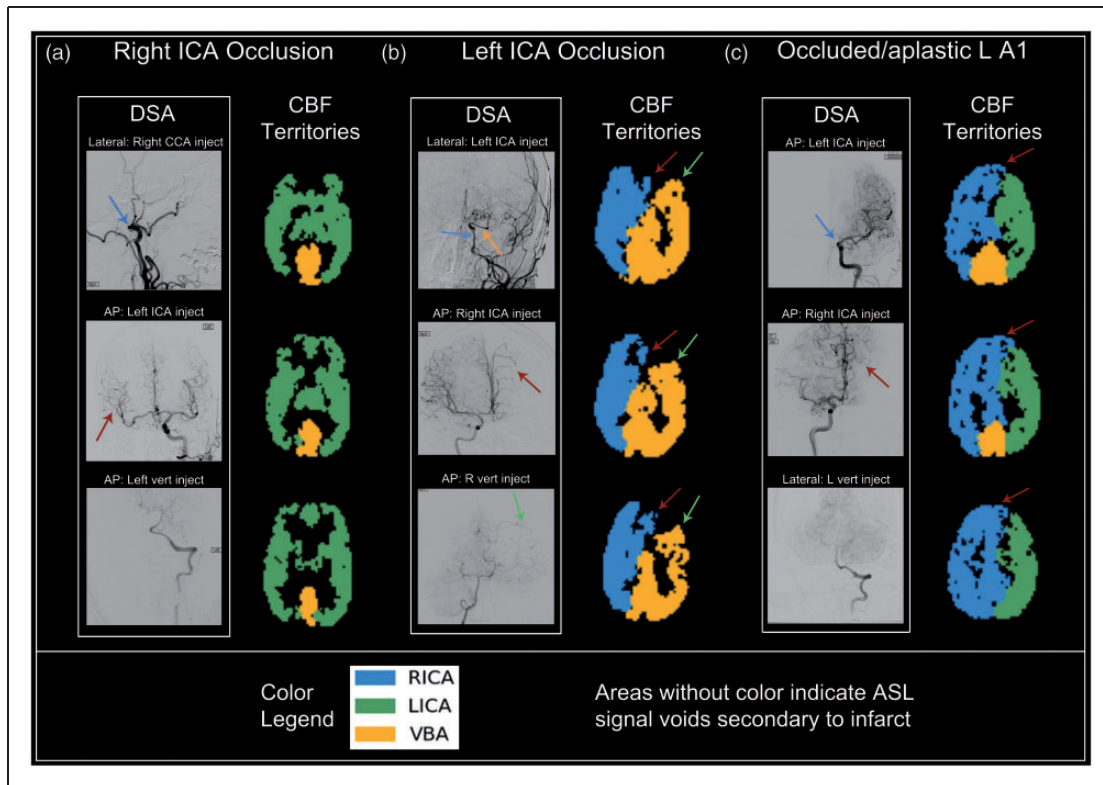 (a) Right ICA Occlusion
DSA
Lateral: Right CCA inject
AP: Left ICA inject
AP: Left vert inject
CBF
Territories
(b) Left ICA Occlusion
DSA
Lateral: Left ICA inject
AP: Right ICA inject
AP: R vert inject
CBF
Territories
(c) Occluded/aplastic L A1
DSA
AP: Left ICA inject
AP: Right ICA inject
Lateral: L vert inject
CBF
Territories
Color
Legend
RICA
LICA
VBA
Areas without color indicate ASL
signal voids secondary to infarct